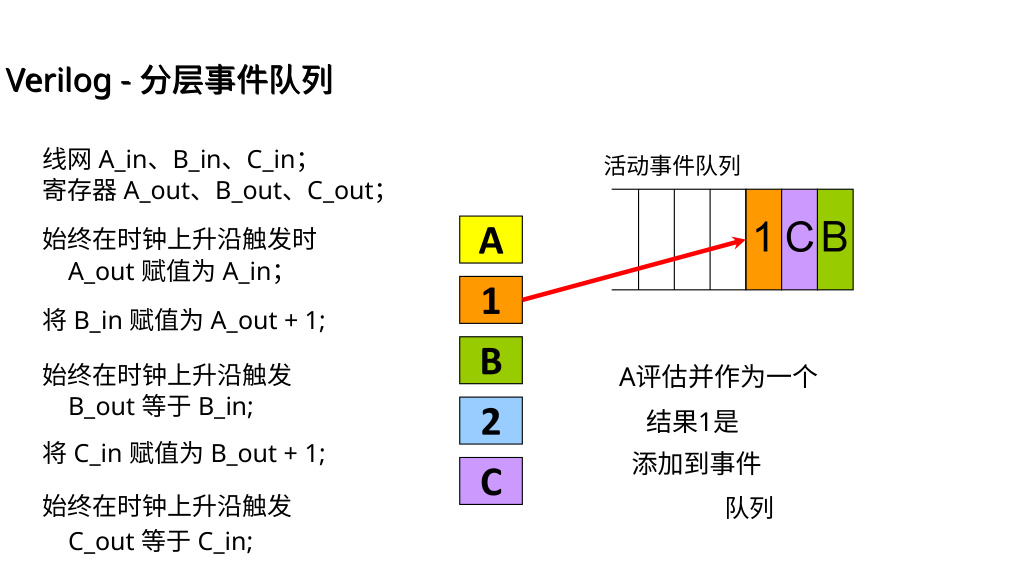 Verilog - 分层事件队列
线网 A_in、B_in、C_in；
寄存器 A_out、B_out、C_out；
始终在时钟上升沿触发时
A_out 赋值为 A_in；
将 B_in 赋值为 A_out + 1;
始终在时钟上升沿触发
B_out 等于 B_in;
将 C_in 赋值为 B_out + 1;
始终在时钟上升沿触发
C_out 等于 C_in;
A
1
B
2
C
活动事件队列
1 C B
A评估并作为一个
结果1是
添加到事件
队列